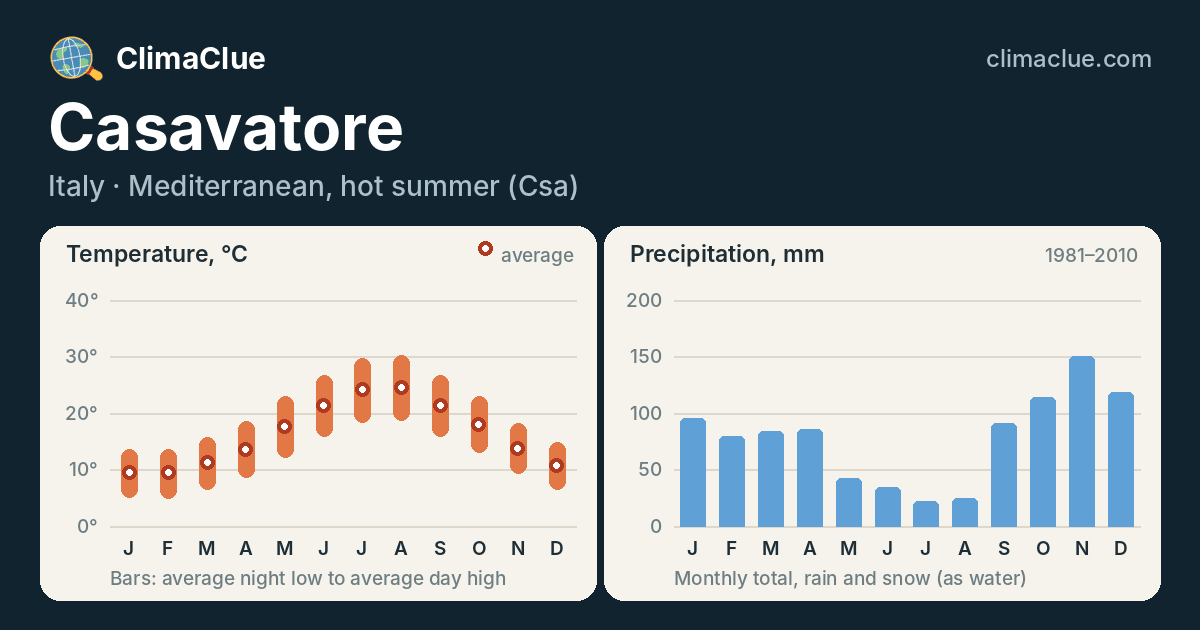 ClimaClue
climaclue.com
Casavatore
Italy · Mediterranean, hot summer (Csa)
Temperature, °C
average
40°
30°
20°
10°
0°
J F M A M J J A S O N D
Bars: average night low to average day high
Precipitation, mm
1981–2010
200
150
100
50
0
J F M A M J J A S O N D
Monthly total, rain and snow (as water)